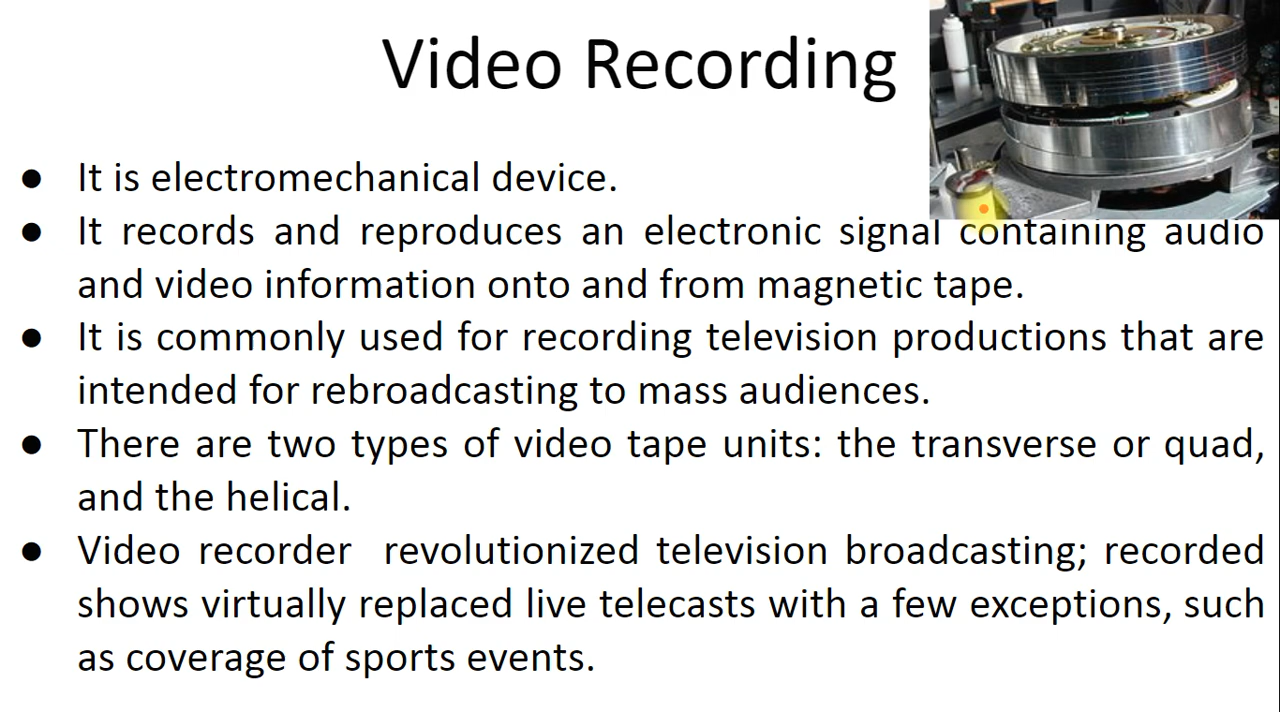 Video Recording
● It is electromechanical device.
● It records and reproduces an electronic signal containing audio
and video information onto and from magnetic tape.
● It is commonly used for recording television productions that are
intended for rebroadcasting to mass audiences.
● There are two types of video tape units: the transverse or quad,
and the helical.
● Video recorder revolutionized television broadcasting; recorded
shows virtually replaced live telecasts with a few exceptions, such
as coverage of sports events.